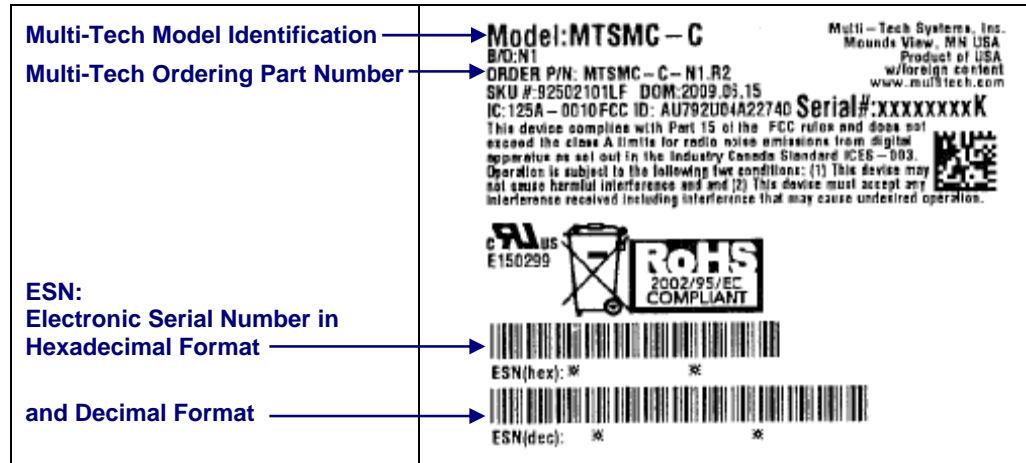 Multi-Tech Model Identification
Multi-Tech Ordering Part Number
ESN:
Electronic Serial Number in
Hexadecimal Format
and Decimal Format
Model:MTSMC-C
B/O:N1
ORDER P/N: MTSMC-C-N1.R2
SKU #:92502101LF DOM:2009.06.15
IC:125A-0010FCC ID: AU792U04A22740 Serial#:xxxxxxxxK
Multi-Tech Systems, Inc.
Mounds View, MN USA
Product of USA
w/foreign content
www.multitech.com
This device complies with Part 15 of the FCC rules and does not
exceed the class A limits for radio noise emissions from digital
apparatus as set out in the Industry Canada Standard ICES-003.
Operation is subject to the following two conditions: (1) This device may
not cause harmful interference and and (2) This device must accept any
interference received including interference that may cause undesired operation.
c RU US
E150299
RoHS
2002/95/EC
COMPLIANT
ESN(hex): ※ ※
ESN(dec): ※ ※